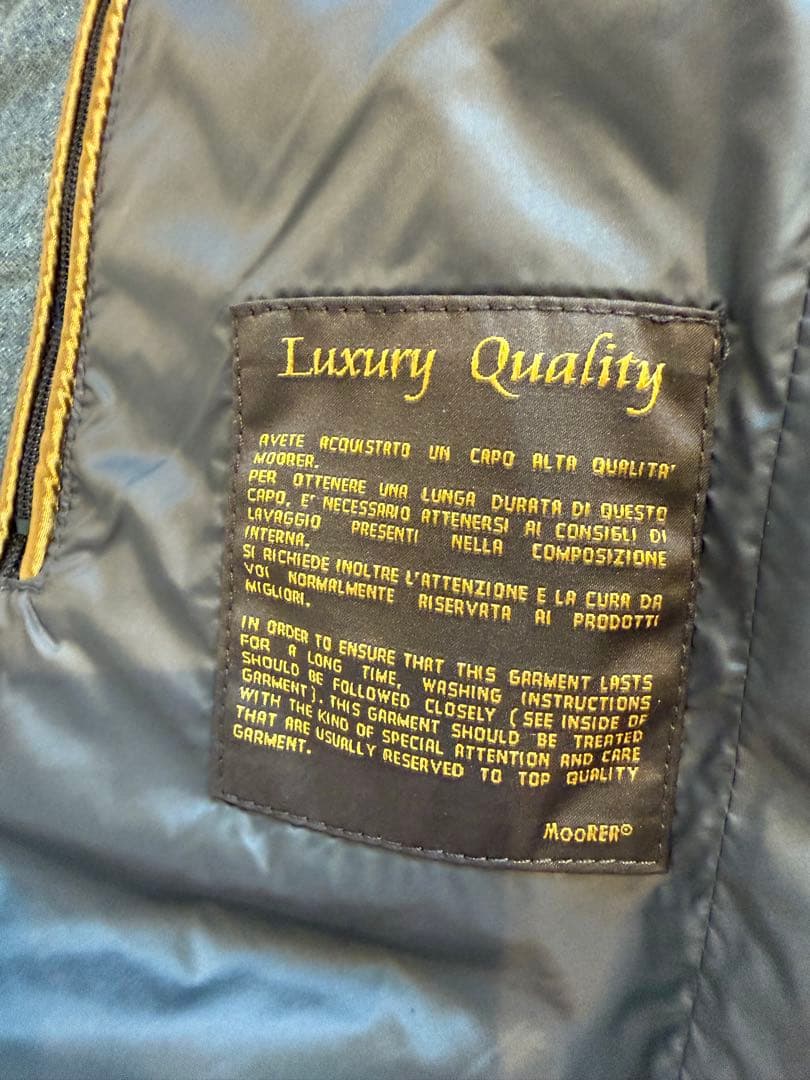 Luxury Quality
AVETE ACQUISTATO UN CAPO ALTA QUALITA'
MOORER.
PER OTTENERE UNA LUNGA DURATA DI QUESTO
CAPO, E' NECESSARIO ATTENERSI AI CONSIGLI DI
LAVAGGIO PRESENTI NELLA COMPOSIZIONE
INTERNA.
SI RICHIEDE INOLTRE L'ATTENZIONE E LA CURA DA
VOI NORMALMENTE RISERVATA AI PRODOTTI
MIGLIORI.
IN ORDER TO ENSURE THAT THIS GARMENT LASTS
FOR A LONG TIME, WASHING INSTRUCTIONS
SHOULD BE FOLLOWED CLOSELY (SEE INSIDE OF
GARMENT), THIS GARMENT SHOULD BE TREATED
WITH THE KIND OF SPECIAL ATTENTION AND CARE
THAT ARE USUALLY RESERVED TO TOP QUALITY
GARMENT.
MOORER©